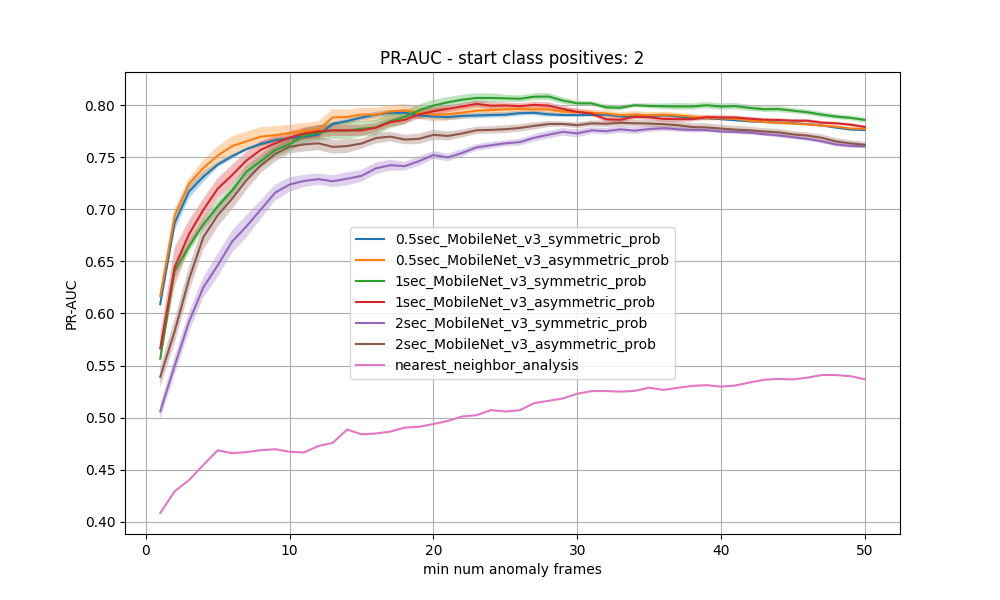 PR-AUC - start class positives: 2
PR-AUC
0.80
0.75
0.70
0.65
0.60
0.55
0.50
0.45
0.40
0.5sec_MobileNet_v3_symmetric_prob
0.5sec_MobileNet_v3_asymmetric_prob
1sec_MobileNet_v3_symmetric_prob
1sec_MobileNet_v3_asymmetric_prob
2sec_MobileNet_v3_symmetric_prob
2sec_MobileNet_v3_asymmetric_prob
nearest_neighbor_analysis
0 10 20 30 40 50
min num anomaly frames